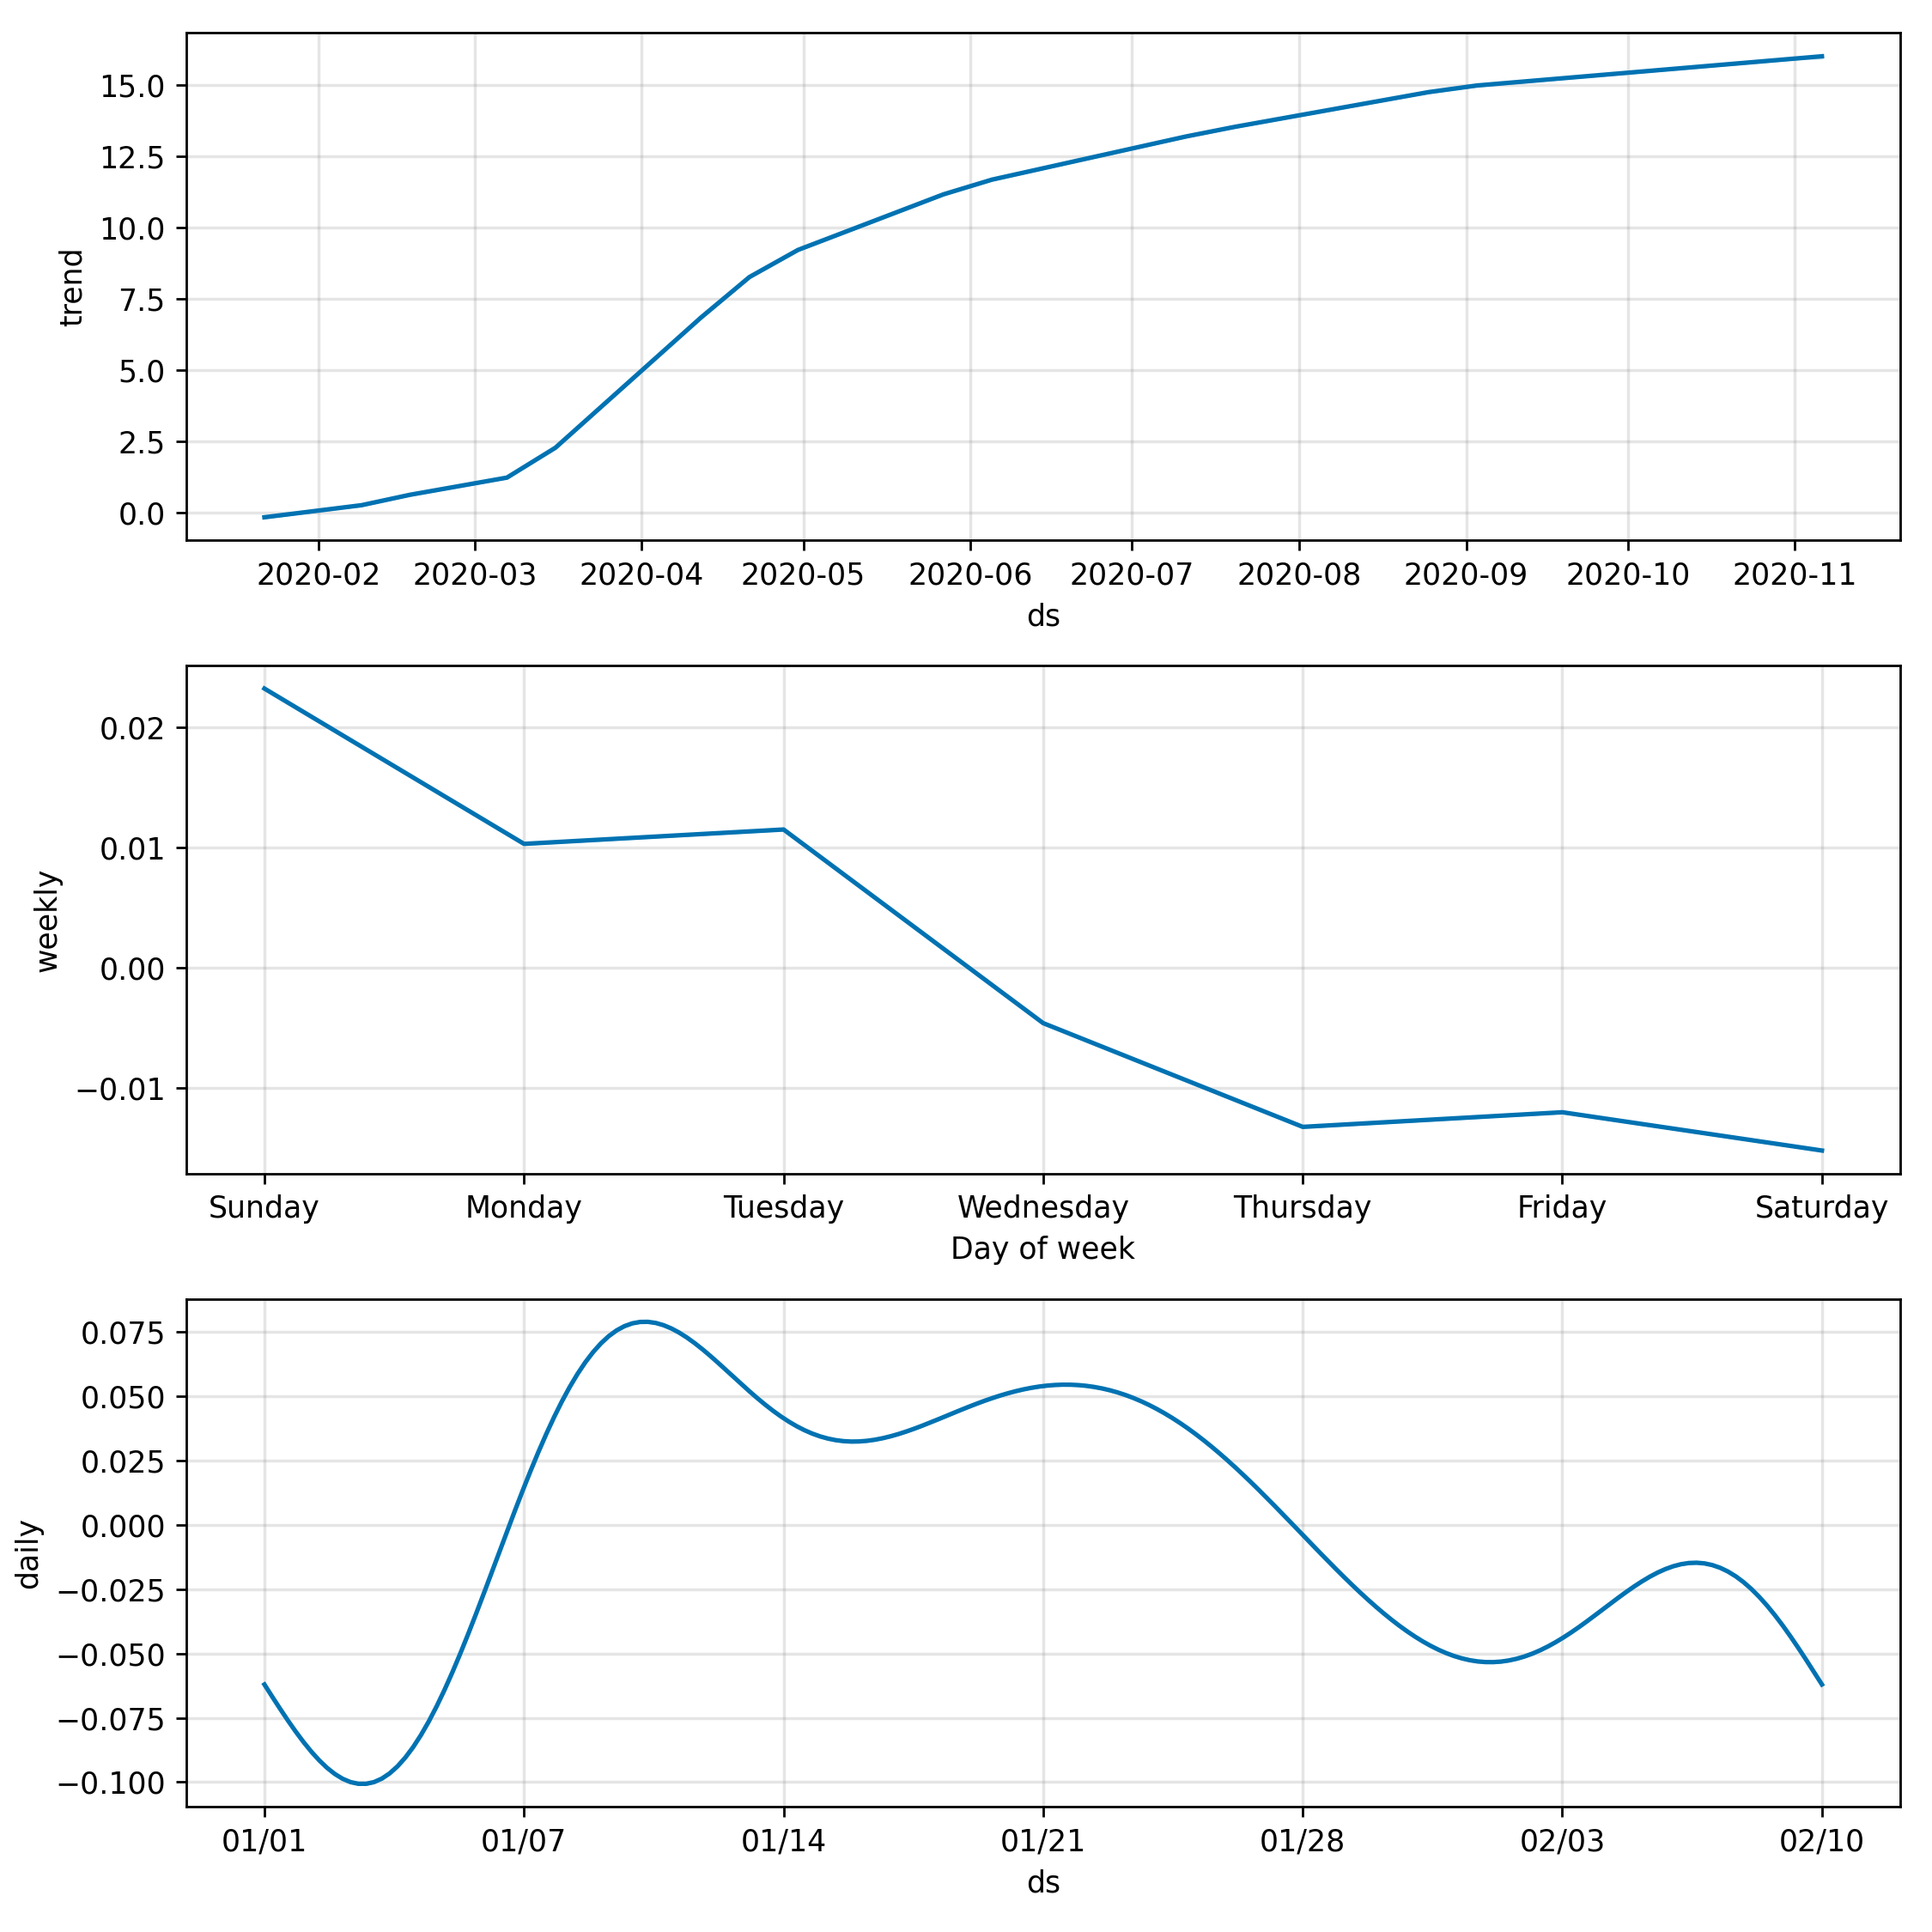 trend
15.0
12.5
10.0
7.5
5.0
2.5
0.0
2020-02 2020-03 2020-04 2020-05 2020-06 2020-07 2020-08 2020-09 2020-10 2020-11
ds
weekly
0.02
0.01
0.00
−0.01
Sunday Monday Tuesday Wednesday Thursday Friday Saturday
Day of week
daily
0.075
0.050
0.025
0.000
−0.025
−0.050
−0.075
−0.100
01/01 01/07 01/14 01/21 01/28 02/03 02/10
ds